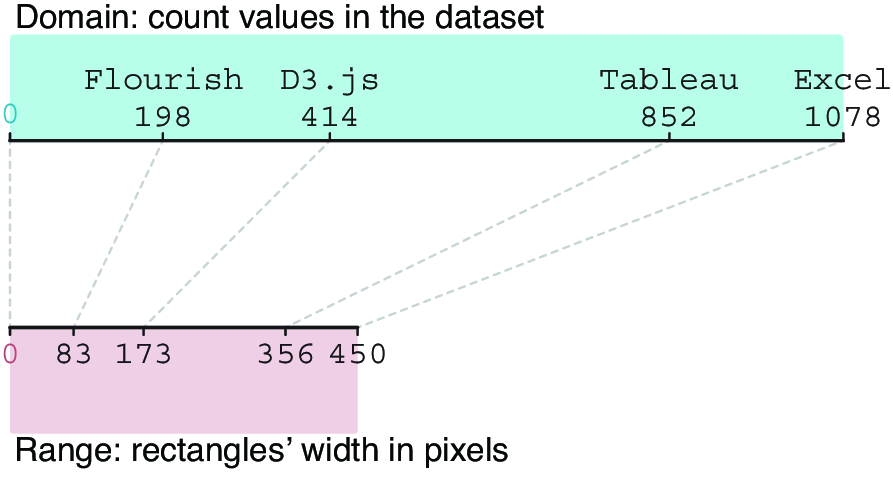 Domain: count values in the dataset
Flourish D3.js Tableau Excel
0 198 414 852 1078
0 83 173 356 450
Range: rectangles’ width in pixels